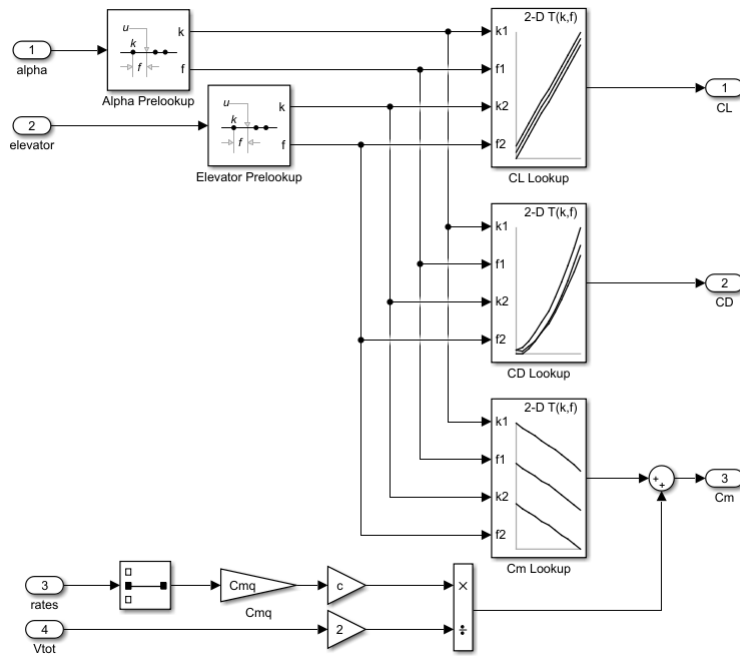 1
alpha
u
k
f
k
f
Alpha Prelookup
2
elevator
u
k
f
k
f
Elevator Prelookup
2-D T(k,f)
k1
f1
k2
f2
CL Lookup
1
CL
2-D T(k,f)
k1
f1
k2
f2
CD Lookup
2
CD
2-D T(k,f)
k1
f1
k2
f2
Cm Lookup
+
+
3
Cm
3
rates
Cmq
Cmq
c
×
÷
4
Vtot
2